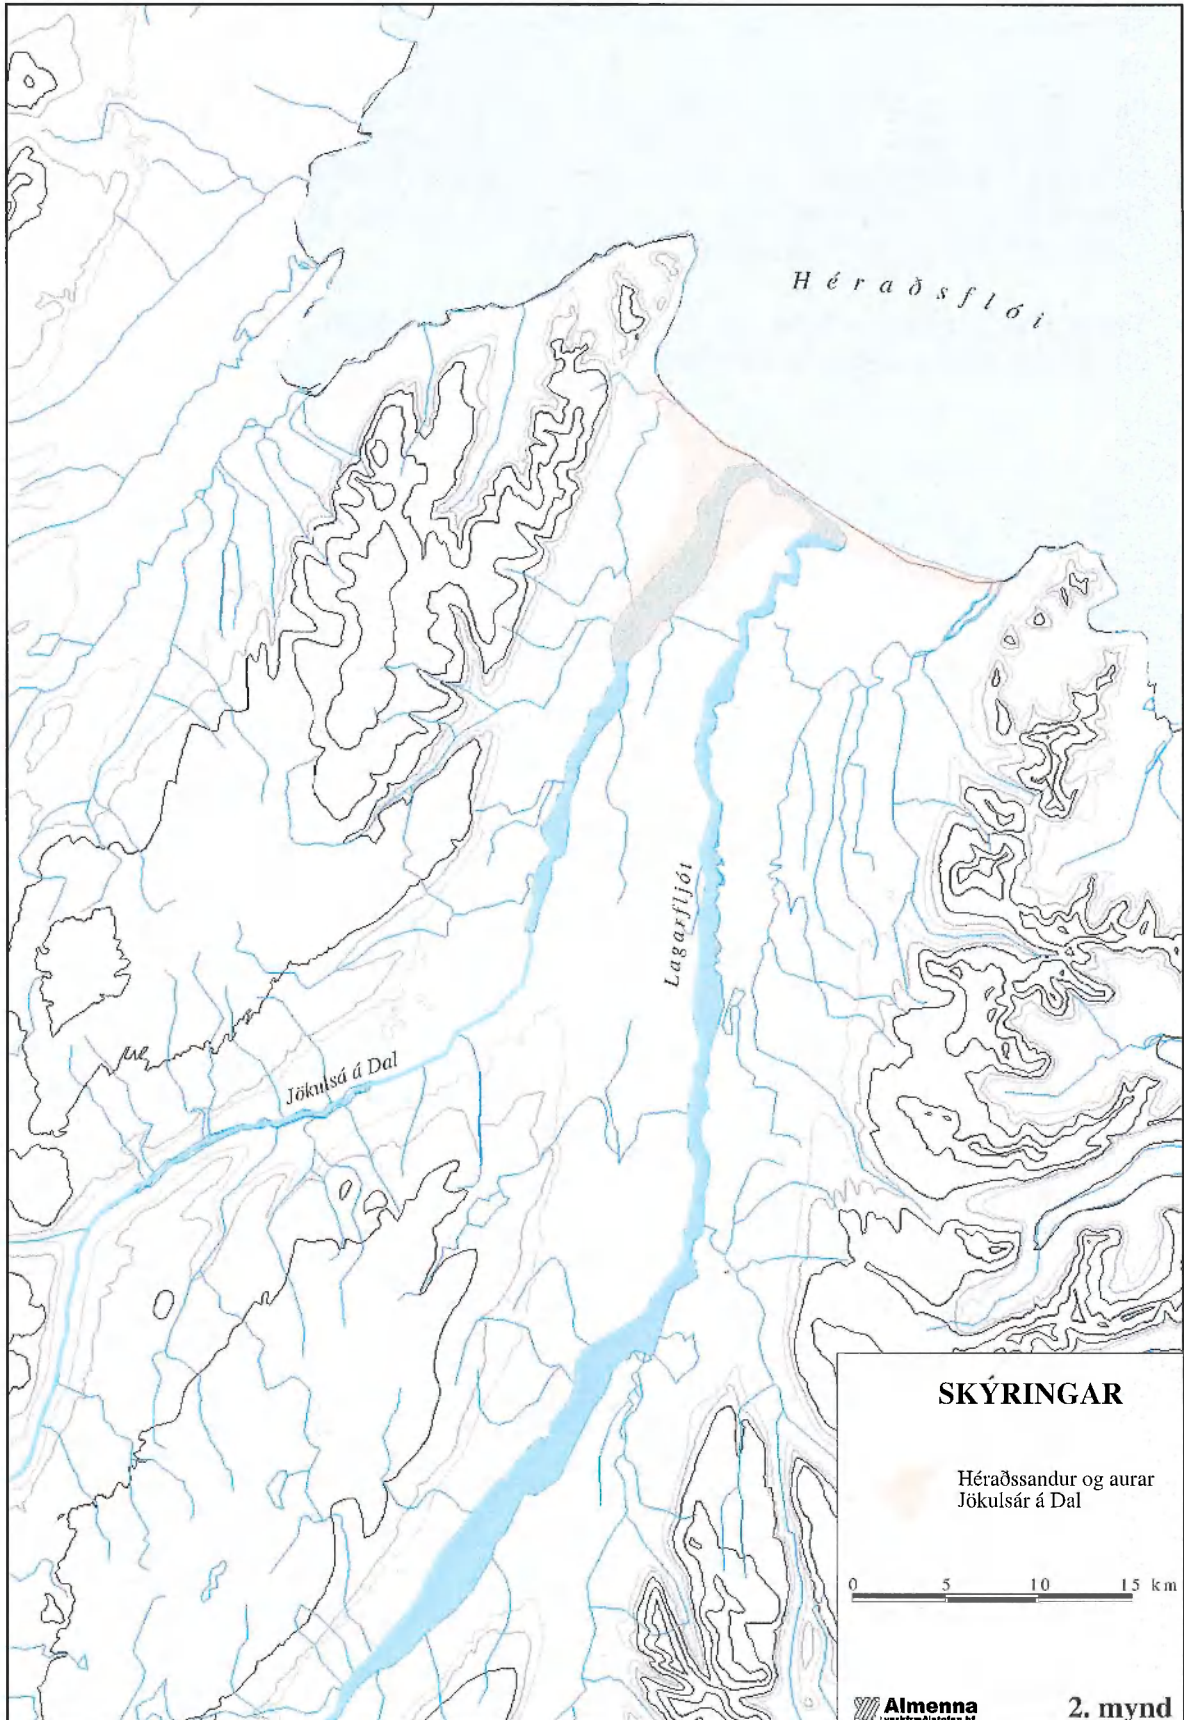 Héraðsflói
Lagarfljót
Jökulsá á Dal
SKÝRINGAR
Héraðssandur og aurar
Jökulsár á Dal
0 5 10 15 km
Almenna
2. mynd